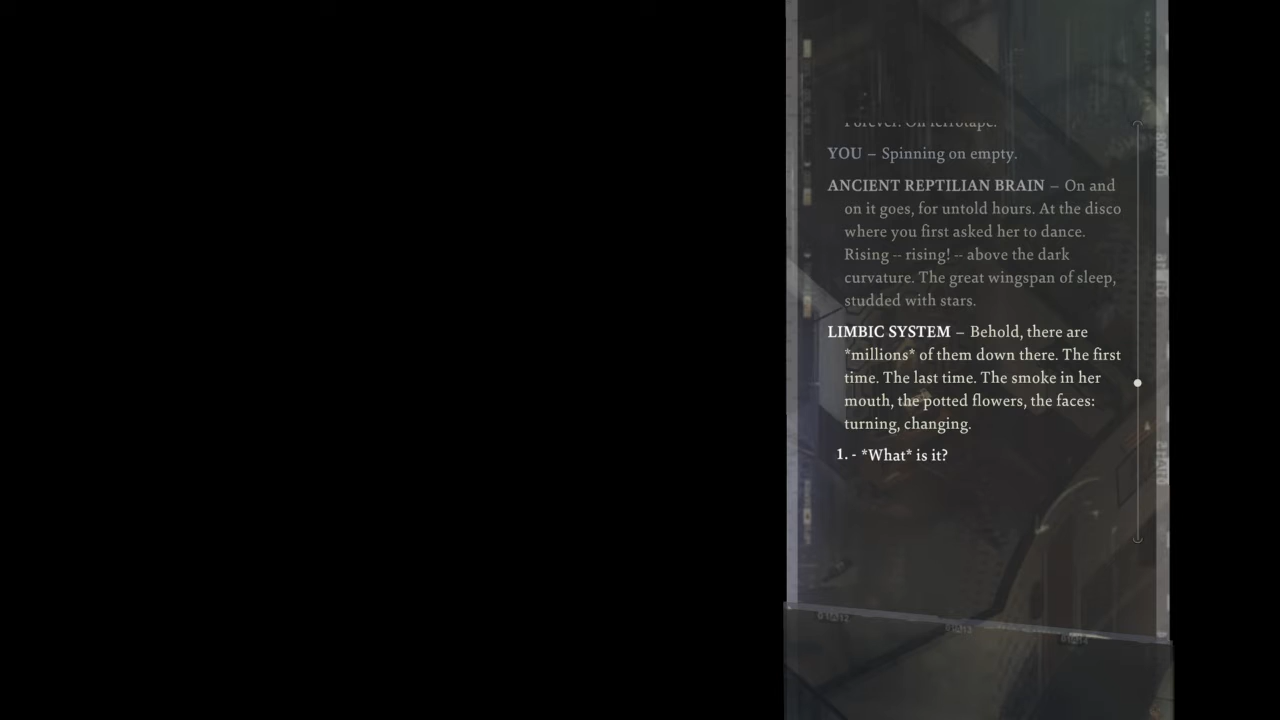 Forever. On ferrotape.
YOU – Spinning on empty.
ANCIENT REPTILIAN BRAIN – On and
on it goes, for untold hours. At the disco
where you first asked her to dance.
Rising -- rising! -- above the dark
curvature. The great wingspan of sleep,
studded with stars.
LIMBIC SYSTEM – Behold, there are
*millions* of them down there. The first
time. The last time. The smoke in her
mouth, the potted flowers, the faces:
turning, changing.
1. - *What* is it?